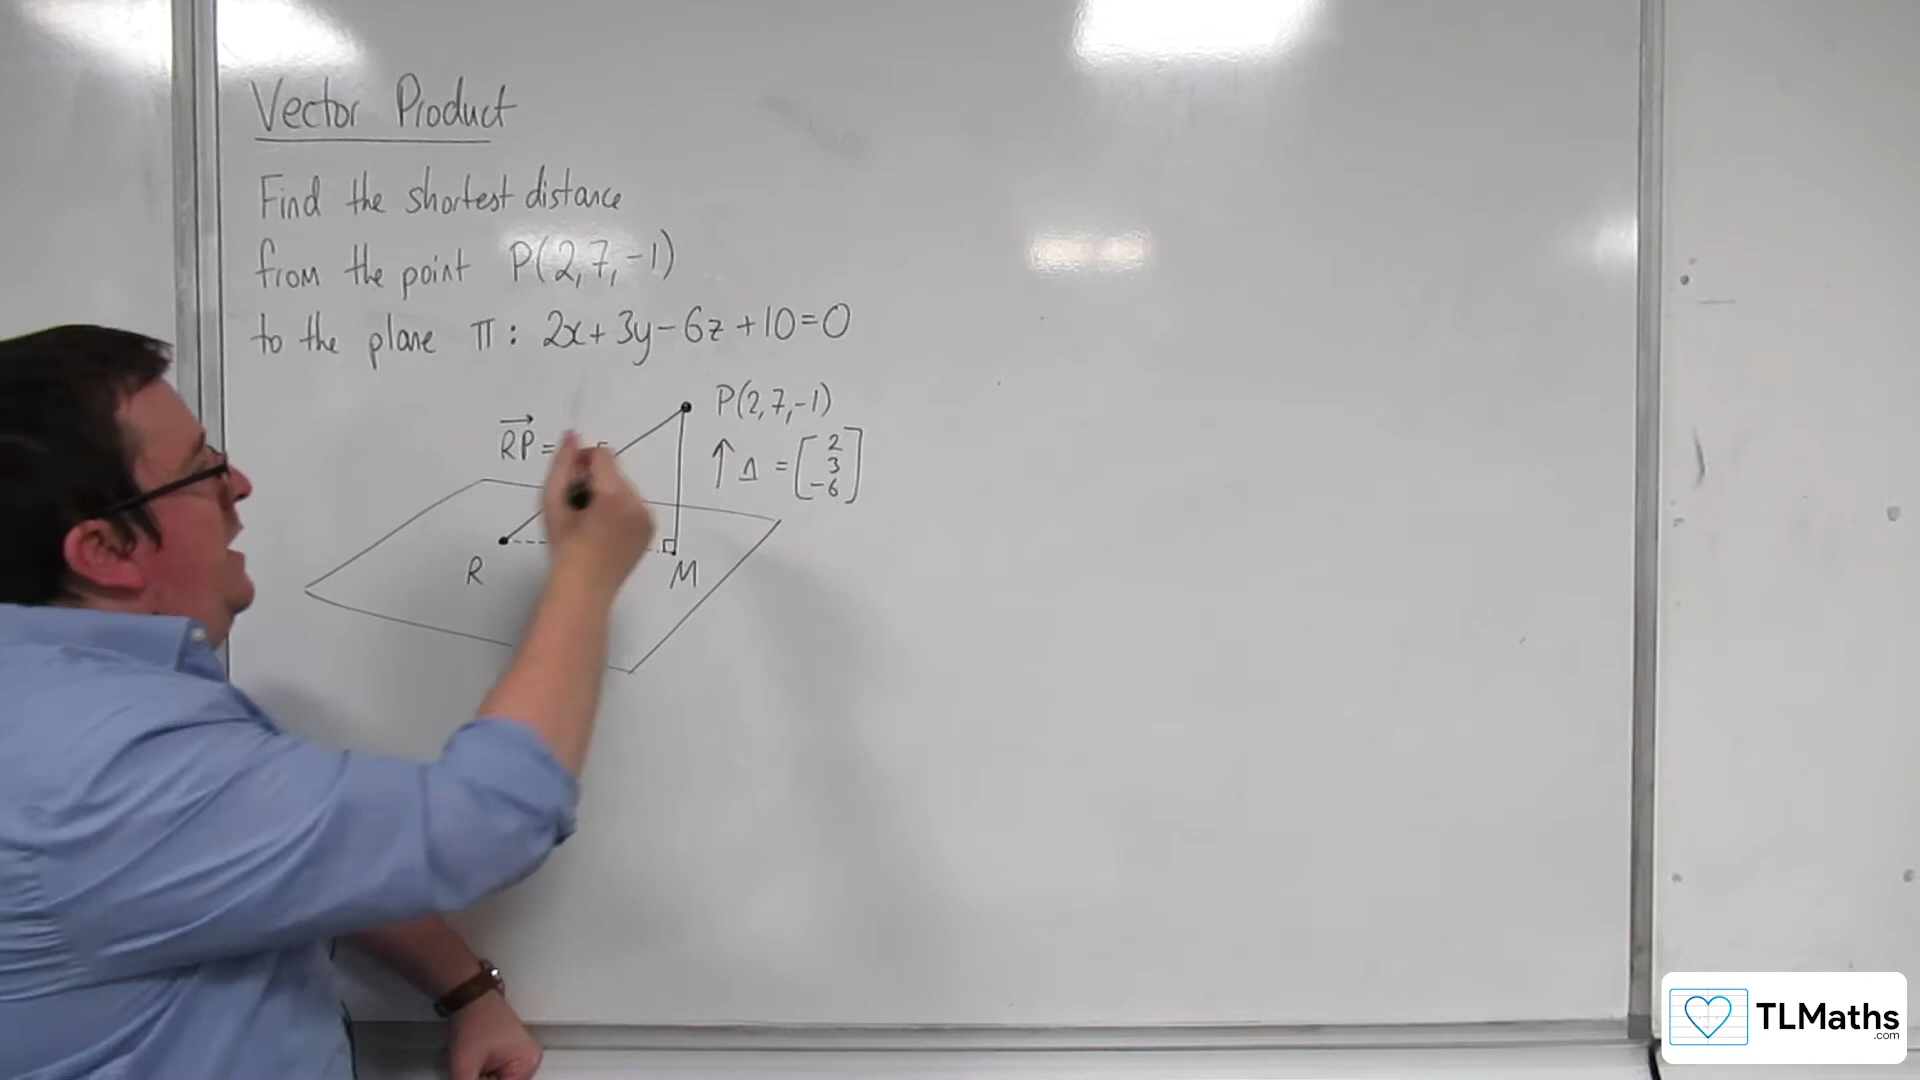 Vector Product
Find the shortest distance
from the point P(2,7,-1)
to the plane π: 2x+3y-6z+10=0
P(2,7,-1)
RP=
↑ n = [2 3 -6]
R
M
TLMaths
.com